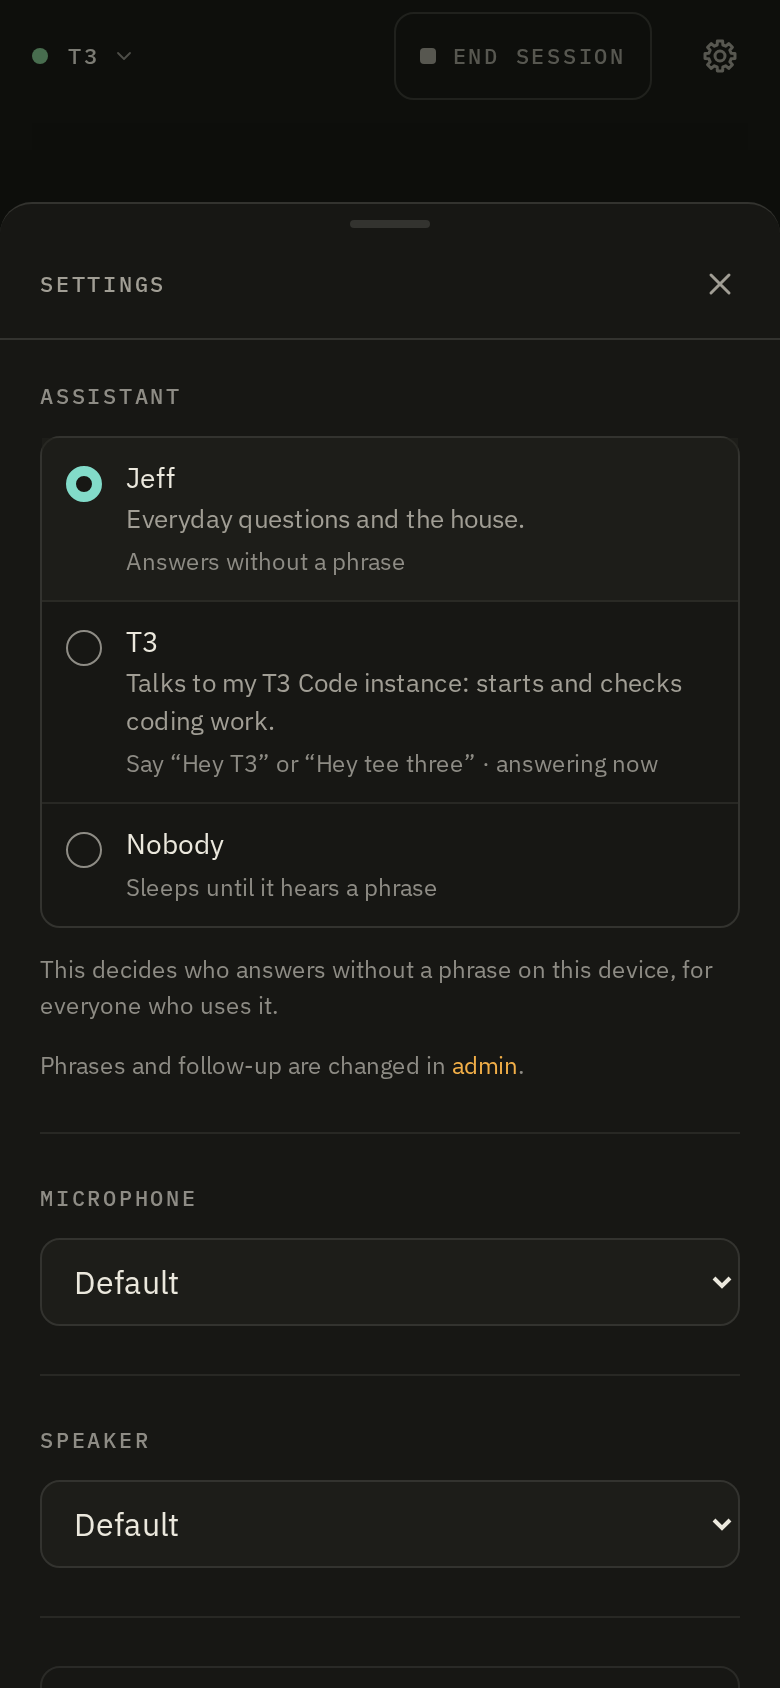 T3
END SESSION
SETTINGS
ASSISTANT
Jeff
Everyday questions and the house.
Answers without a phrase
T3
Talks to my T3 Code instance: starts and checks
coding work.
Say “Hey T3” or “Hey tee three” · answering now
Nobody
Sleeps until it hears a phrase
This decides who answers without a phrase on this device, for
everyone who uses it.
Phrases and follow-up are changed in admin.
MICROPHONE
Default
SPEAKER
Default